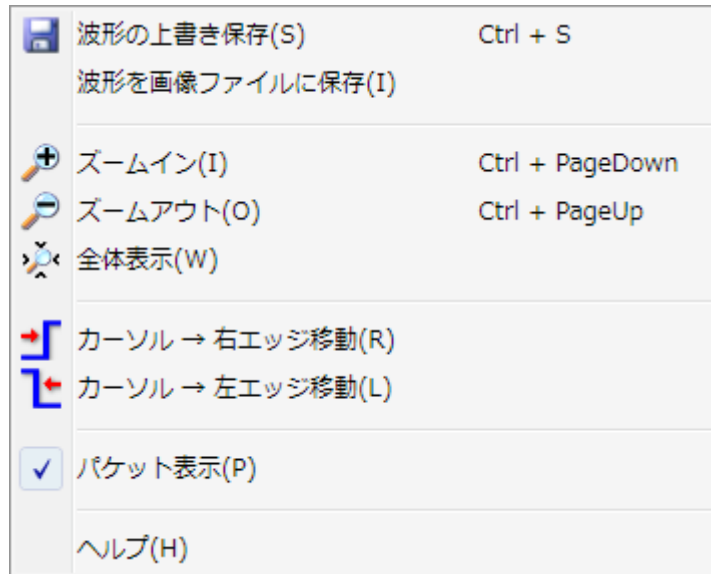 波形の上書き保存(S) Ctrl + S
波形を画像ファイルに保存(I)
ズームイン(I) Ctrl + PageDown
ズームアウト(O) Ctrl + PageUp
全体表示(W)
カーソル → 右エッジ移動(R)
カーソル → 左エッジ移動(L)
パケット表示(P)
ヘルプ(H)